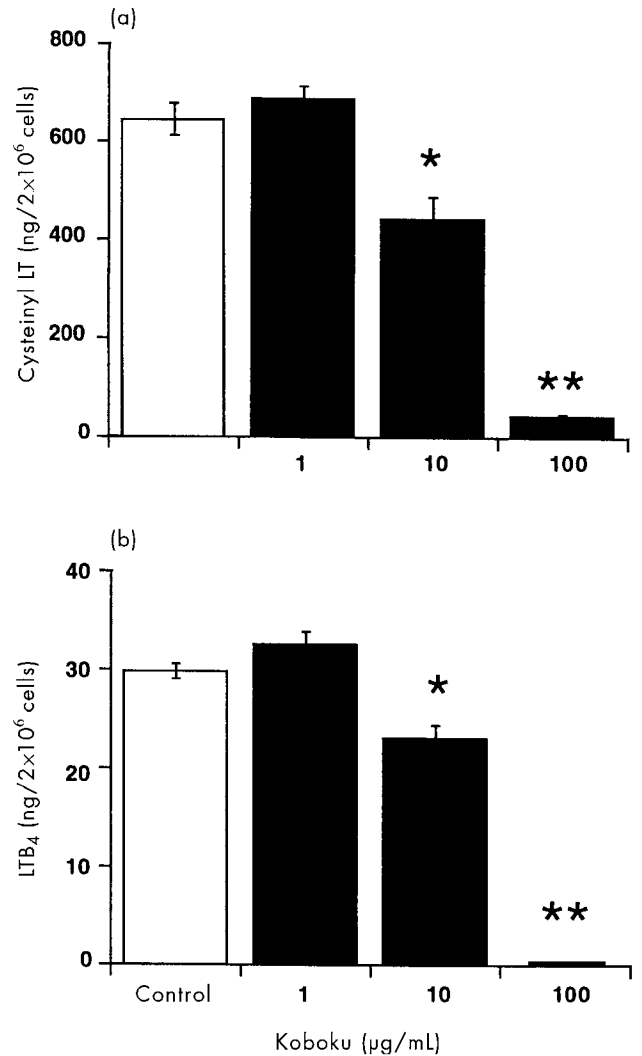 (a)
Cysteinyl LT (ng/2×10⁶ cells)
800
600
400
200
0
*
**
1 10 100
(b)
LTB₄ (ng/2×10⁶ cells)
40
30
20
10
0
*
**
Control 1 10 100
Koboku (µg/mL)